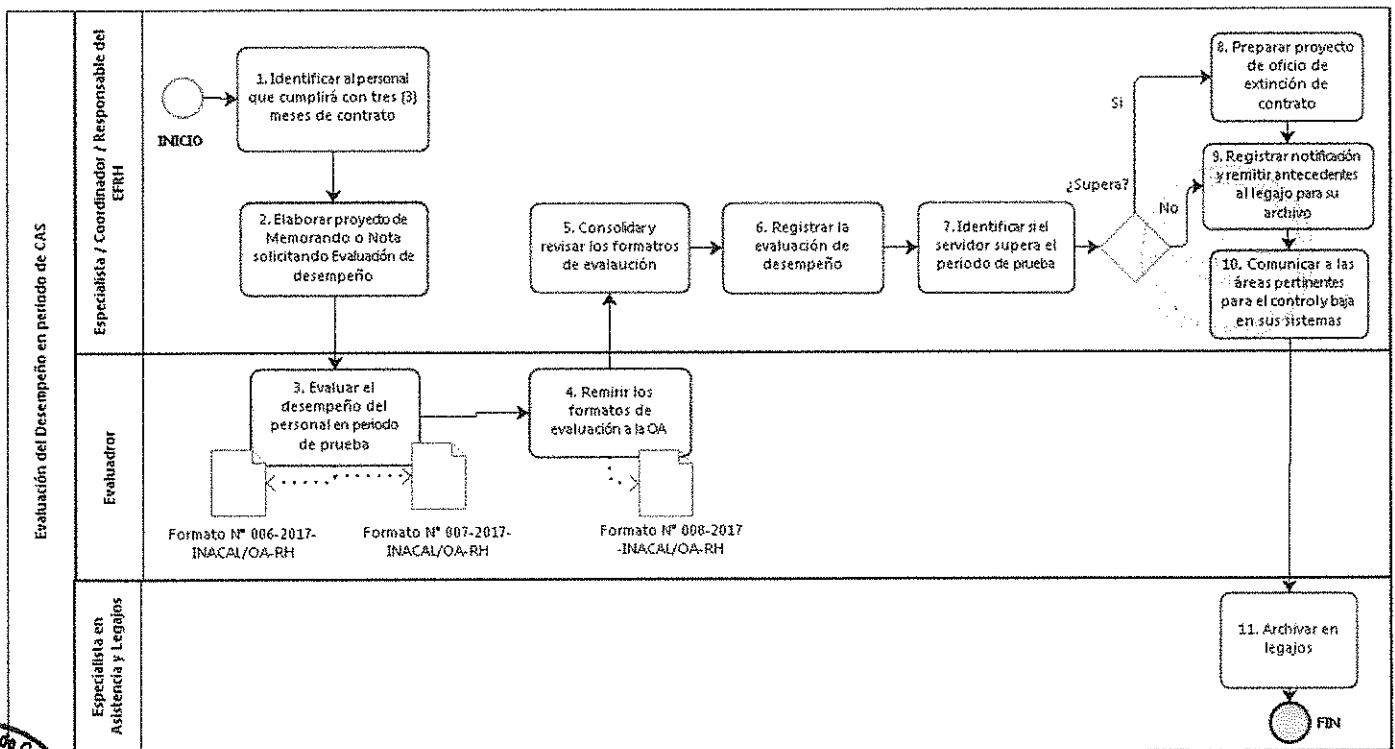 Evaluación del Desempeño en periodo de CAS
Especialista / Coordinador / Responsable del
EFRH
INICIO
1. Identificar al personal
que cumplirá con tres (3)
meses de contrato
2. Elaborar proyecto de
Memorando o Nota
solicitando Evaluación de
desempeño
5. Consolidar y
revisar los formatros
de evalaución
6. Registrar la
evaluación de
desempeño
7. Identificar si el
servidor supera el
período de prueba
¿Supera?
Si
No
8. Preparar proyecto
de oficio de
extinción de
contrato
9. Registrar notificación
y remitir antecedentes
al legajo para su
archivo
10. Comunicar a las
áreas pertinentes
para el control y baja
en sus sistemas
Evaluadror
3. Evaluar el
desempeño del
personal en periodo
de prueba
4. Remirir los
formatos de
evaluación a la OA
Formato N° 006-2017-
INACAL/OA-RH
Formato N° 007-2017-
INACAL/OA-RH
Formato N° 008-2017
-INACAL/OA-RH
Especialista en
Asistencia y Legajos
11. Archivar en
legajos
FIN